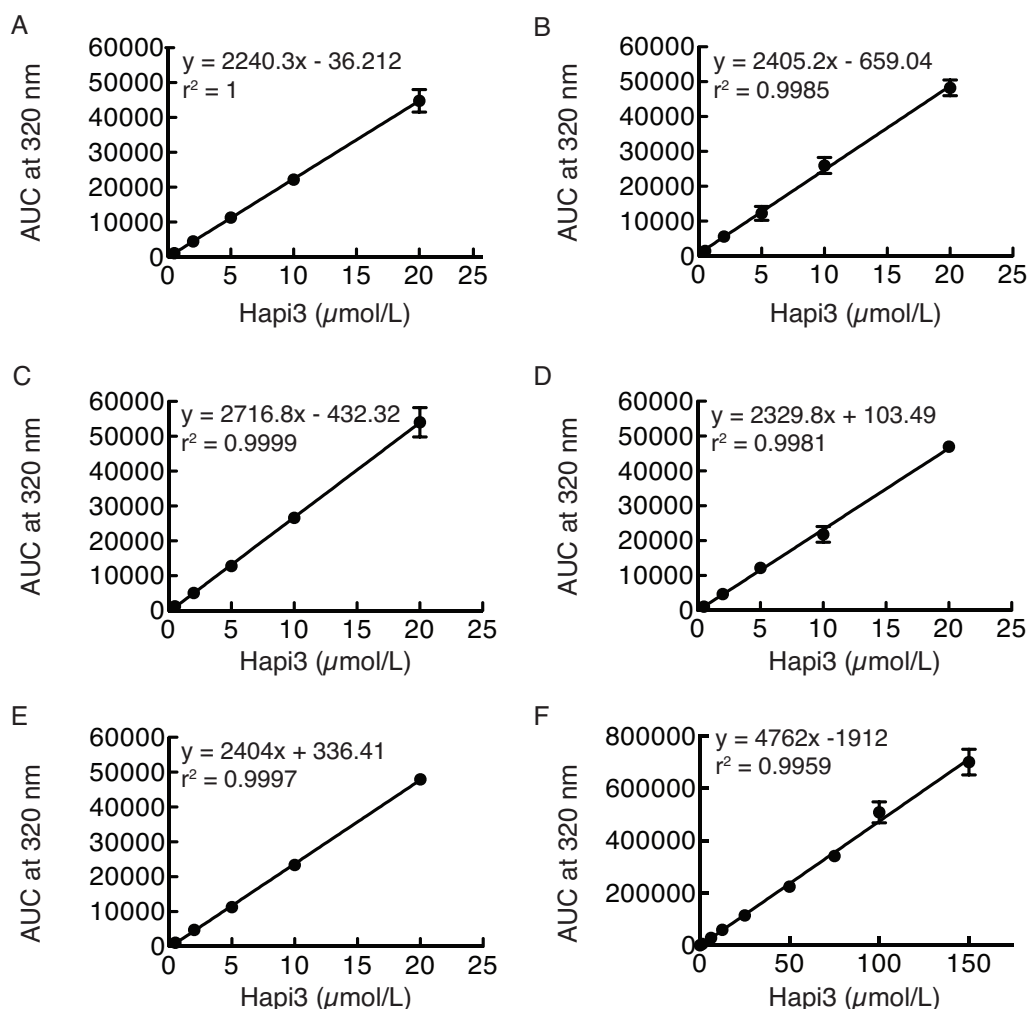 A
AUC at 320 nm
60000
50000
40000
30000
20000
10000
0
y = 2240.3x - 36.212
r² = 1
0 5 10 15 20 25
Hapi3 (µmol/L)
B
AUC at 320 nm
60000
50000
40000
30000
20000
10000
0
y = 2405.2x - 659.04
r² = 0.9985
0 5 10 15 20 25
Hapi3 (µmol/L)
C
AUC at 320 nm
60000
50000
40000
30000
20000
10000
0
y = 2716.8x - 432.32
r² = 0.9999
0 5 10 15 20 25
Hapi3 (µmol/L)
D
AUC at 320 nm
60000
50000
40000
30000
20000
10000
0
y = 2329.8x + 103.49
r² = 0.9981
0 5 10 15 20 25
Hapi3 (µmol/L)
E
AUC at 320 nm
60000
50000
40000
30000
20000
10000
0
y = 2404x + 336.41
r² = 0.9997
0 5 10 15 20 25
Hapi3 (µmol/L)
F
AUC at 320 nm
800000
600000
400000
200000
0
y = 4762x -1912
r² = 0.9959
0 50 100 150
Hapi3 (µmol/L)